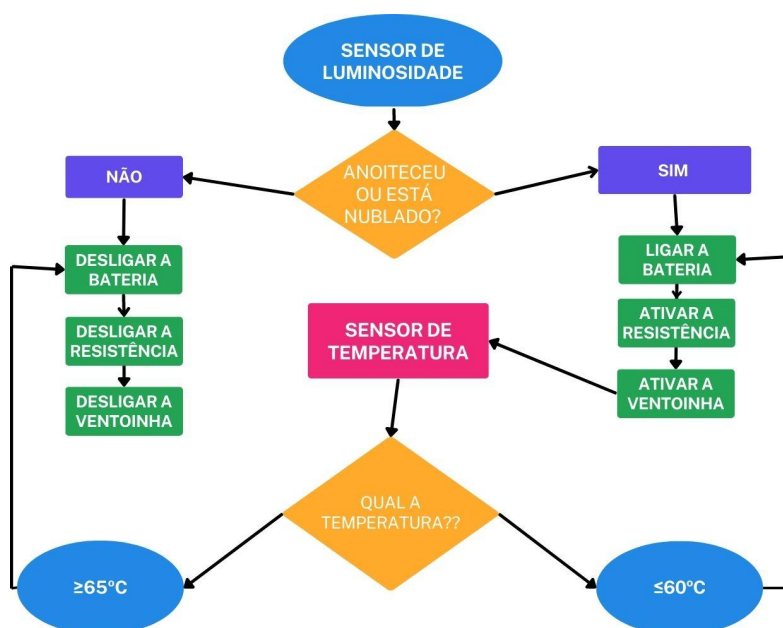 SENSOR DE
LUMINOSIDADE
ANOITECEU
OU ESTÁ
NUBLADO?
NÃO
SIM
DESLIGAR A
BATERIA
LIGAR A
BATERIA
DESLIGAR A
RESISTÊNCIA
SENSOR DE
TEMPERATURA
ATIVAR A
RESISTÊNCIA
DESLIGAR A
VENTOINHA
ATIVAR A
VENTOINHA
QUAL A
TEMPERATURA??
≥65ºC
≤60ºC